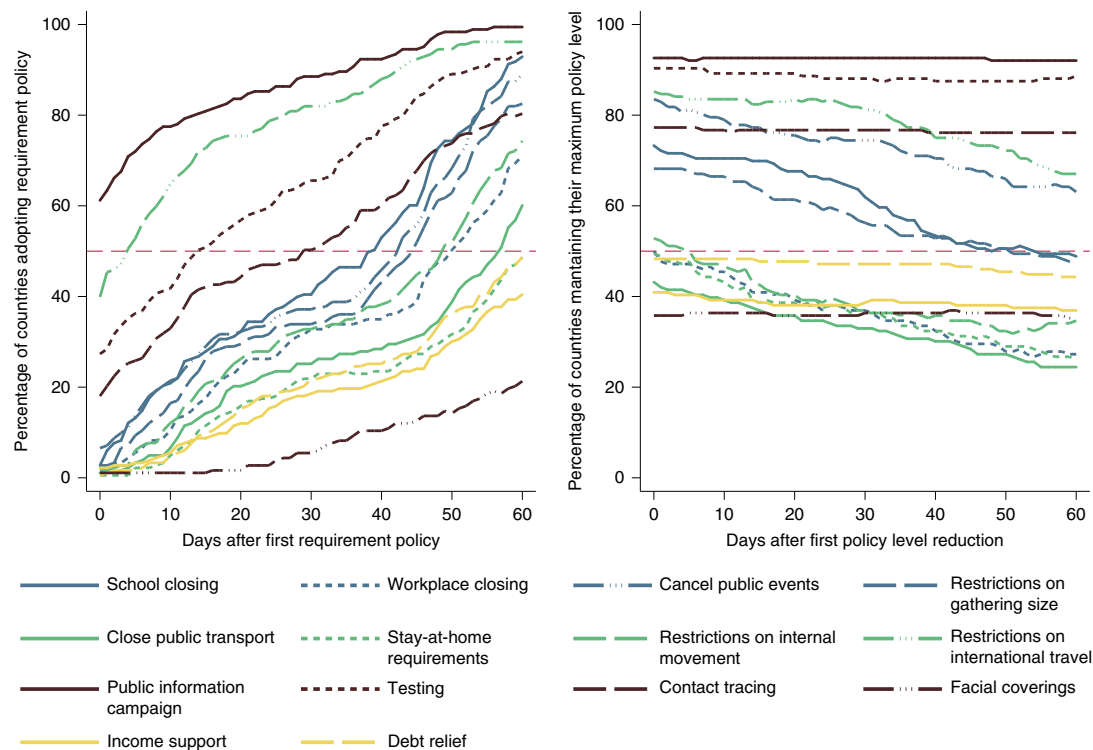 Percentage of countries adopting requirement policy
100
80
60
40
20
0
0 10 20 30 40 50 60
Days after first requirement policy
Percentage of countries mantaining their maximum policy level
100
80
60
40
20
0
0 10 20 30 40 50 60
Days after first policy level reduction
School closing
Workplace closing
Cancel public events
Restrictions on
gathering size
Close public transport
Stay-at-home
requirements
Restrictions on internal
movement
Restrictions on
international travel
Public information
campaign
Testing
Contact tracing
Facial coverings
Income support
Debt relief